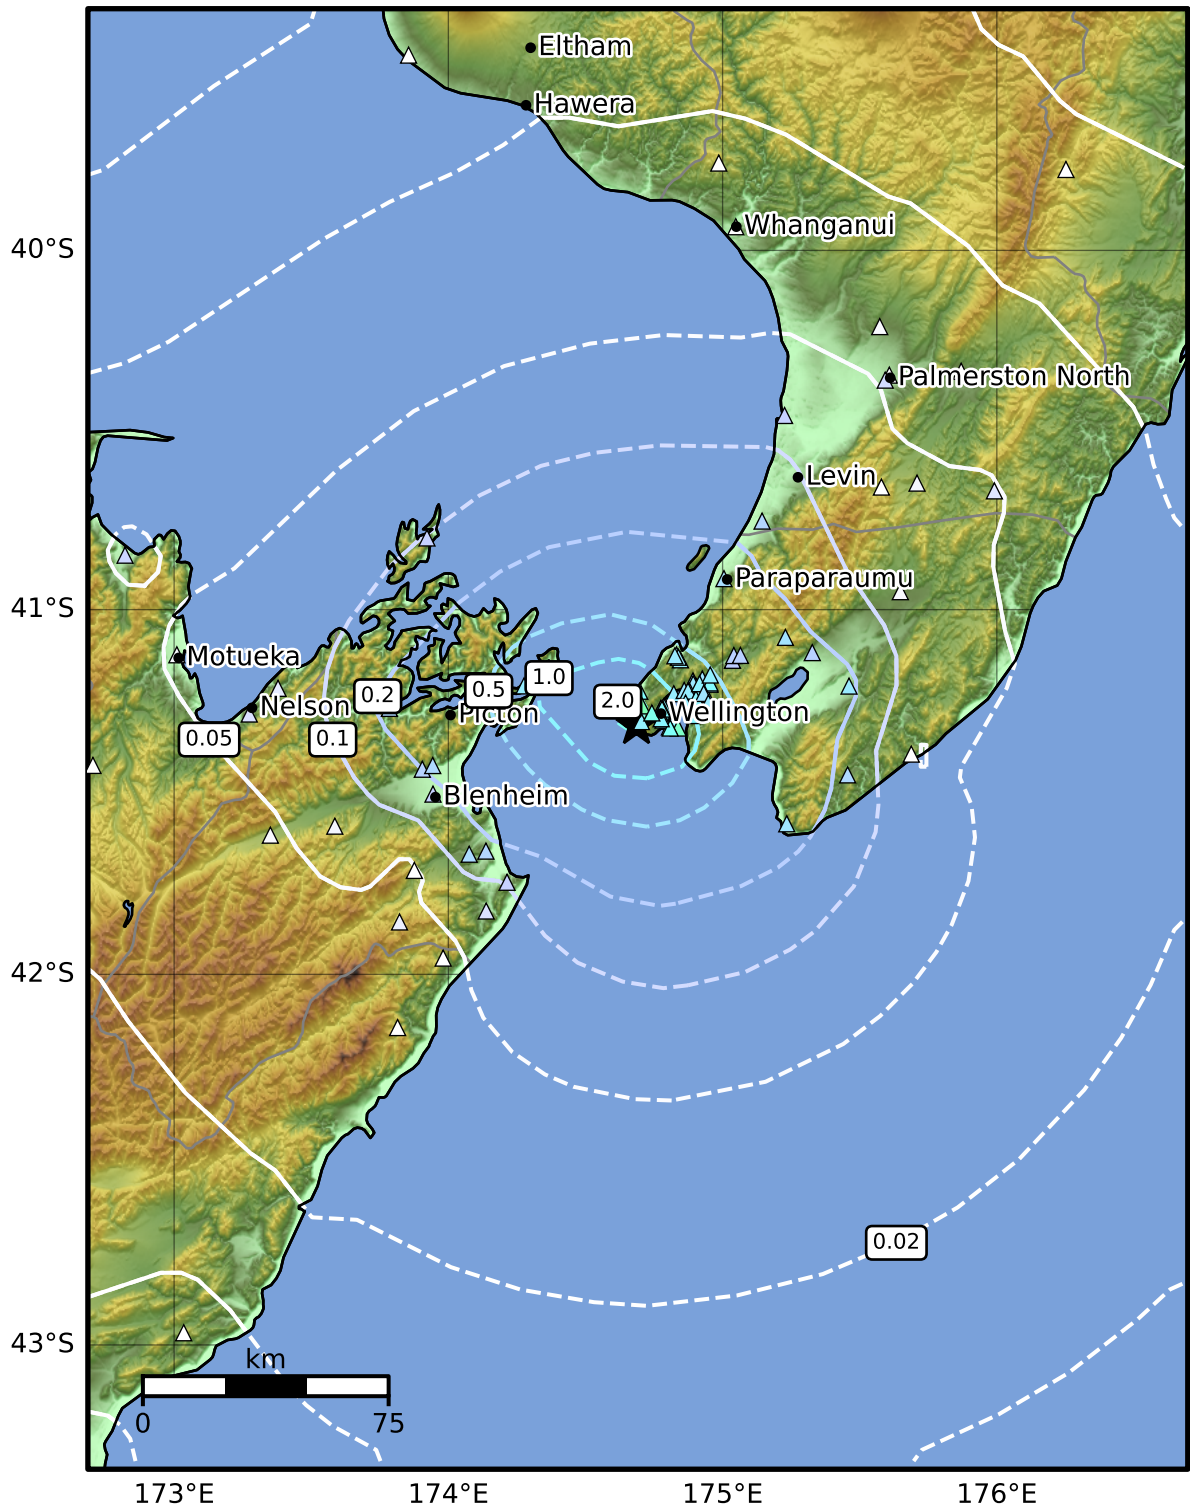 Eltham
Hawera
Whanganui
40°S
Palmerston North
Levin
Paraparaumu
41°S
Motueka
1.0
0.2
0.5
2.0
Nelson
Picton
Wellington
0.05
0.1
Blenheim
42°S
0.02
43°S
km
0
75
173°E
174°E
175°E
176°E